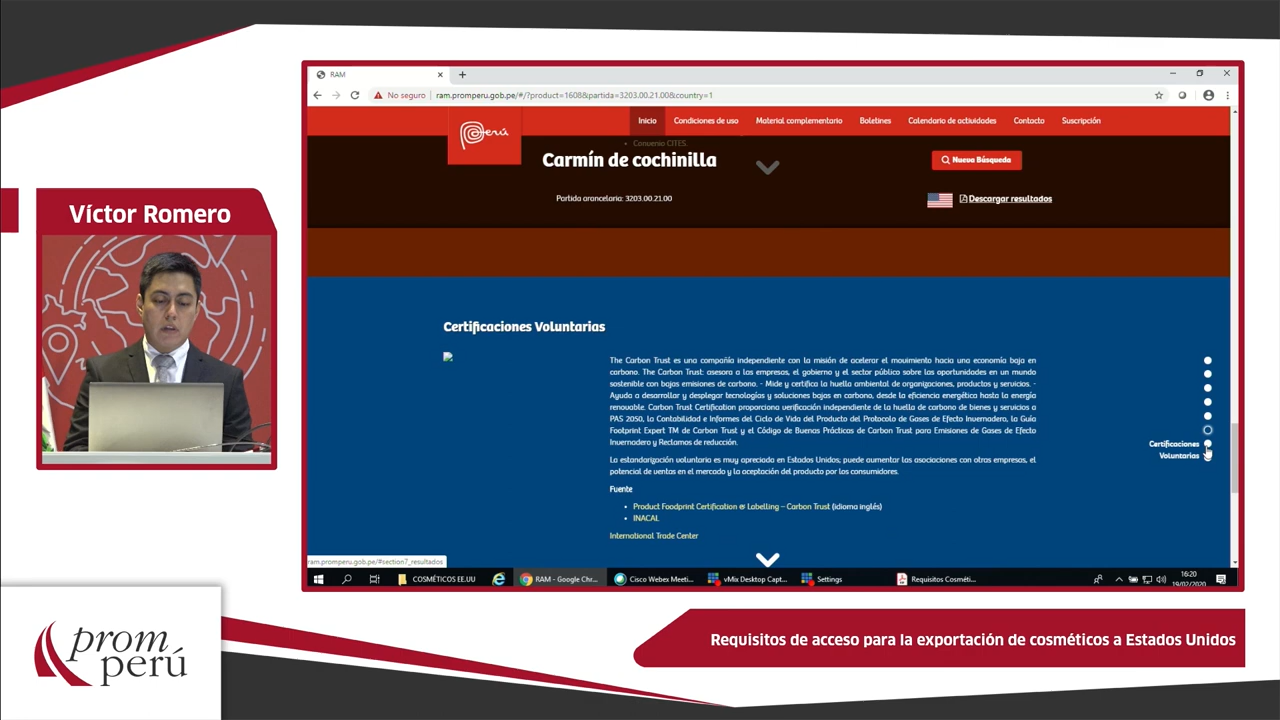 Víctor Romero
RAM
No seguro
ram.promperu.gob.pe/#/?product=1608&partida=3203.00.21.00&country=1
Perú
Inicio
Condiciones de uso
Material complementario
Boletines
Calendario de actividades
Contacto
Suscripción
Convenio CITES.
Carmín de cochinilla
Nueva Búsqueda
Partida arancelaria: 3203.00.21.00
Descargar resultados
Certificaciones Voluntarias
The Carbon Trust es una compañía independiente con la misión de acelerar el movimiento hacia una economía baja en
carbono. The Carbon Trust: asesora a las empresas, el gobierno y el sector público sobre las oportunidades en un mundo
sostenible con bajas emisiones de carbono. - Mide y certifica la huella ambiental de organizaciones, productos y servicios. -
Ayuda a desarrollar y desplegar tecnologías y soluciones bajas en carbono, desde la eficiencia energética hasta la energía
renovable. Carbon Trust Certification proporciona verificación independiente de la huella de carbono de bienes y servicios a
PAS 2050, la Contabilidad e Informes del Ciclo de Vida del Producto del Protocolo de Gases de Efecto Invernadero, la Guía
Footprint Expert TM de Carbon Trust y el Código de Buenas Prácticas de Carbon Trust para Emisiones de Gases de Efecto
Invernadero y Reclamos de reducción.
La estandarización voluntaria es muy apreciada en Estados Unidos; puede aumentar las asociaciones con otras empresas, el
potencial de ventas en el mercado y la aceptación del producto por los consumidores.
Fuente
Product Foodprint Certification & Labelling – Carbon Trust (idioma inglés)
INACAL
International Trade Center
Certificaciones
Voluntarias
ram.promperu.gob.pe/#section7_resultados
COSMÉTICOS EE.UU
RAM - Google Chr...
Cisco Webex Meeti...
vMix Desktop Capt...
Settings
Requisitos Cosméti...
16:20
19/02/2020
prom
perú
Requisitos de acceso para la exportación de cosméticos a Estados Unidos